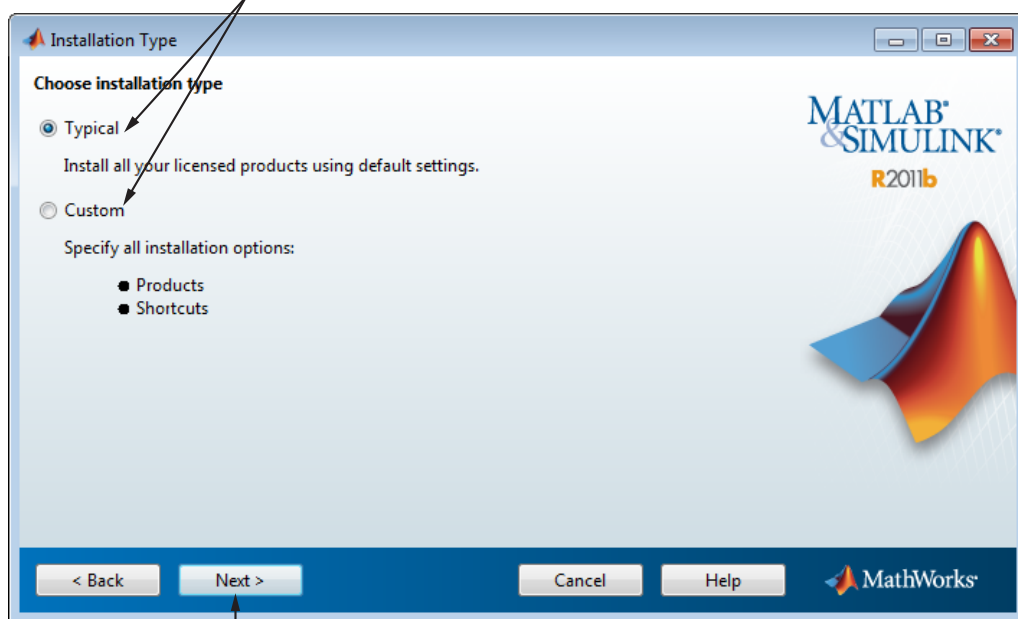 Installation Type
Choose installation type
Typical
Install all your licensed products using default settings.
Custom
Specify all installation options:
● Products
● Shortcuts
MATLAB®
&SIMULINK®
R2011b
< Back
Next >
Cancel
Help
MathWorks®